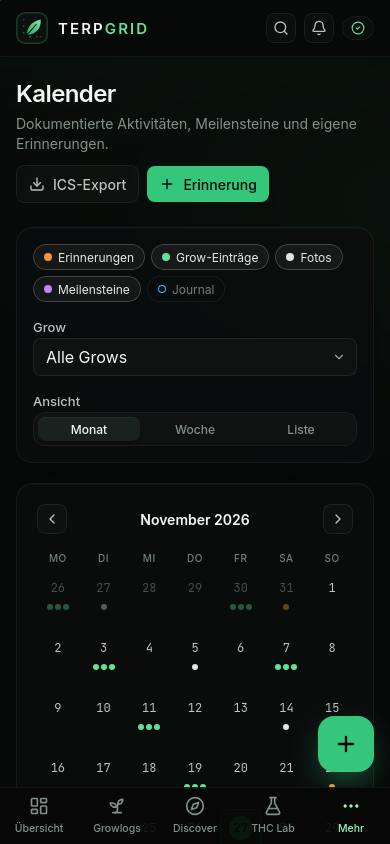 TERPGRID
Kalender
Dokumentierte Aktivitäten, Meilensteine und eigene
Erinnerungen.
ICS-Export
Erinnerung
Erinnerungen
Grow-Einträge
Fotos
Meilensteine
Journal
Grow
Alle Grows
Ansicht
Monat Woche Liste
November 2026
MO DI MI DO FR SA SO
26 27 28 29 30 31 1
2 3 4 5 6 7 8
9 10 11 12 13 14 15
16 17 18 19 20 21
25 27 29
Übersicht Growlogs Discover THC Lab Mehr